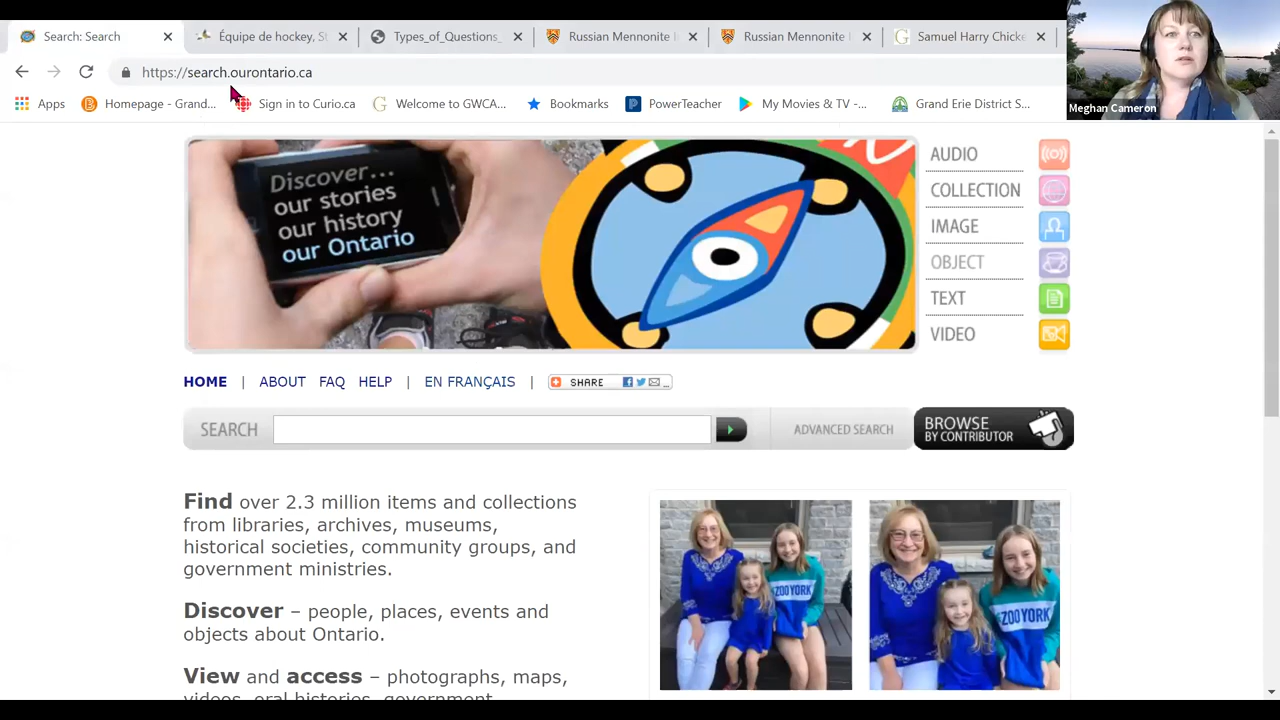 Search: Search
Équipe de hockey, St
Types_of_Questions_
Russian Mennonite I
Russian Mennonite I
Samuel Harry Chicke
https://search.ourontario.ca
Apps
Homepage - Grand...
Sign in to Curio.ca
Welcome to GWCA...
Bookmarks
PowerTeacher
My Movies & TV -...
Grand Erie District S...
Meghan Cameron
Discover...
our stories
our history
our Ontario
AUDIO
COLLECTION
IMAGE
OBJECT
TEXT
VIDEO
HOME | ABOUT FAQ HELP | EN FRANÇAIS | SHARE
SEARCH
ADVANCED SEARCH
BROWSE
BY CONTRIBUTOR
Find over 2.3 million items and collections
from libraries, archives, museums,
historical societies, community groups, and
government ministries.
Discover – people, places, events and
objects about Ontario.
View and access – photographs, maps,
videos, oral histories, government
ZOO YORK
ZOO YORK